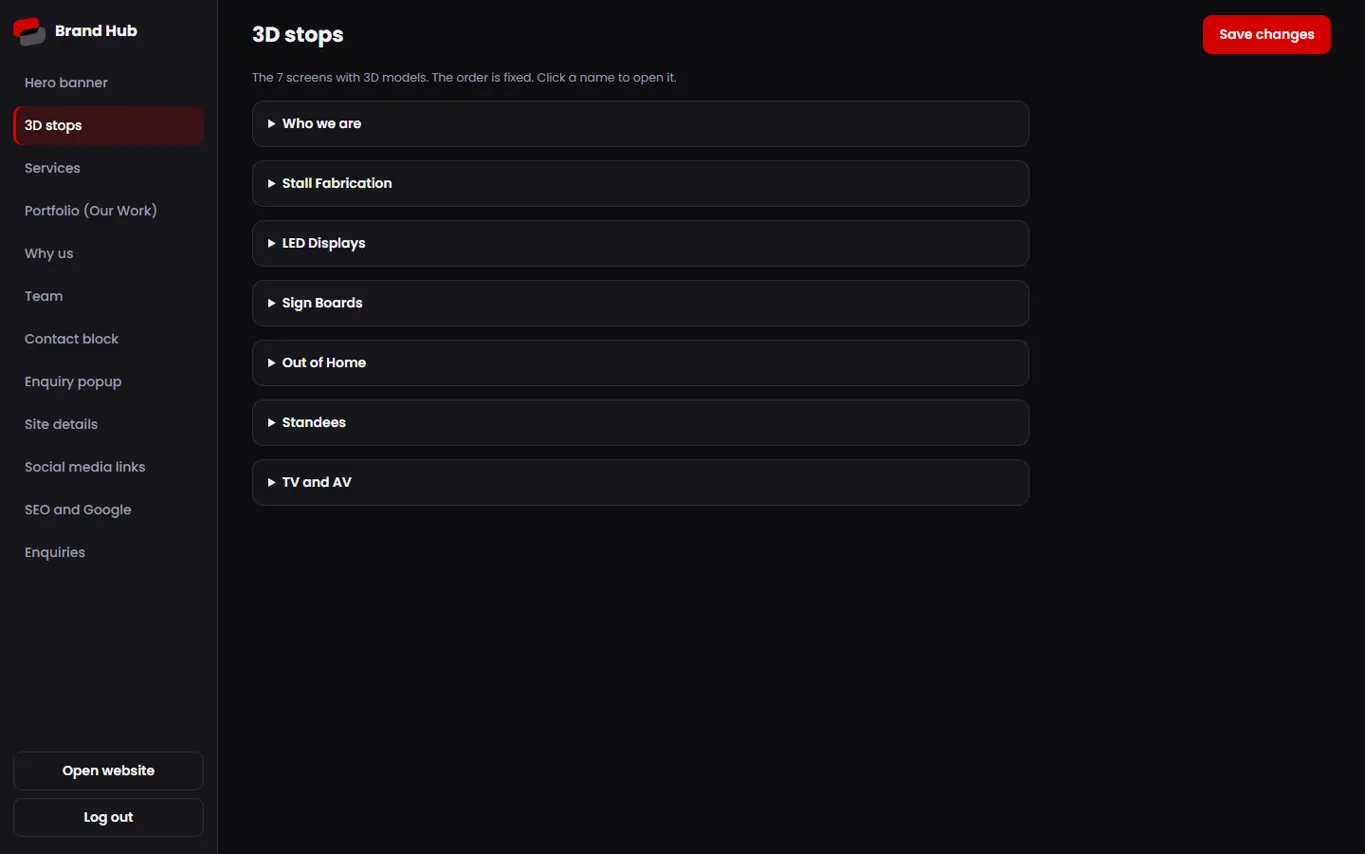 Brand Hub
Hero banner
3D stops
Services
Portfolio (Our Work)
Why us
Team
Contact block
Enquiry popup
Site details
Social media links
SEO and Google
Enquiries
Open website
Log out
3D stops
Save changes
The 7 screens with 3D models. The order is fixed. Click a name to open it.
Who we are
Stall Fabrication
LED Displays
Sign Boards
Out of Home
Standees
TV and AV